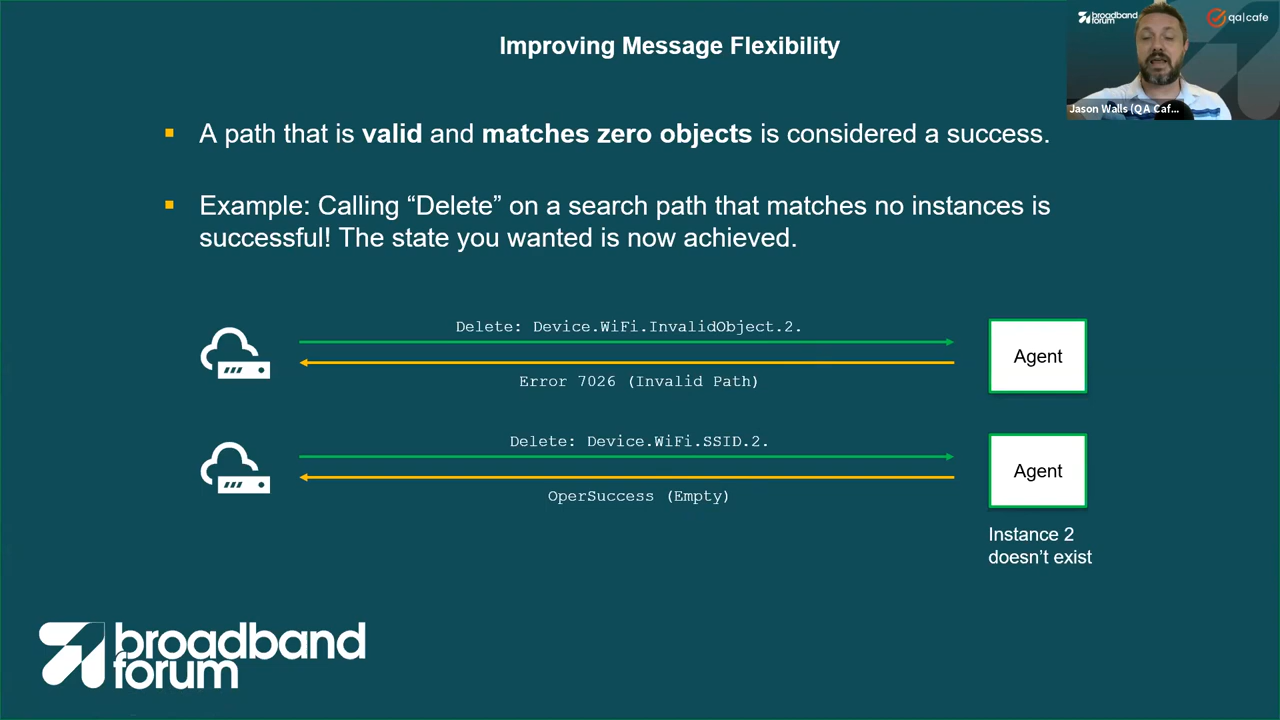 Improving Message Flexibility
broadband
forum
qa|cafe
Jason Walls (QA Caf...
A path that is valid and matches zero objects is considered a success.
Example: Calling “Delete” on a search path that matches no instances is
successful! The state you wanted is now achieved.
Delete: Device.WiFi.InvalidObject.2.
Agent
Error 7026 (Invalid Path)
Delete: Device.WiFi.SSID.2.
Agent
OperSuccess (Empty)
Instance 2
doesn’t exist
broadband
forum